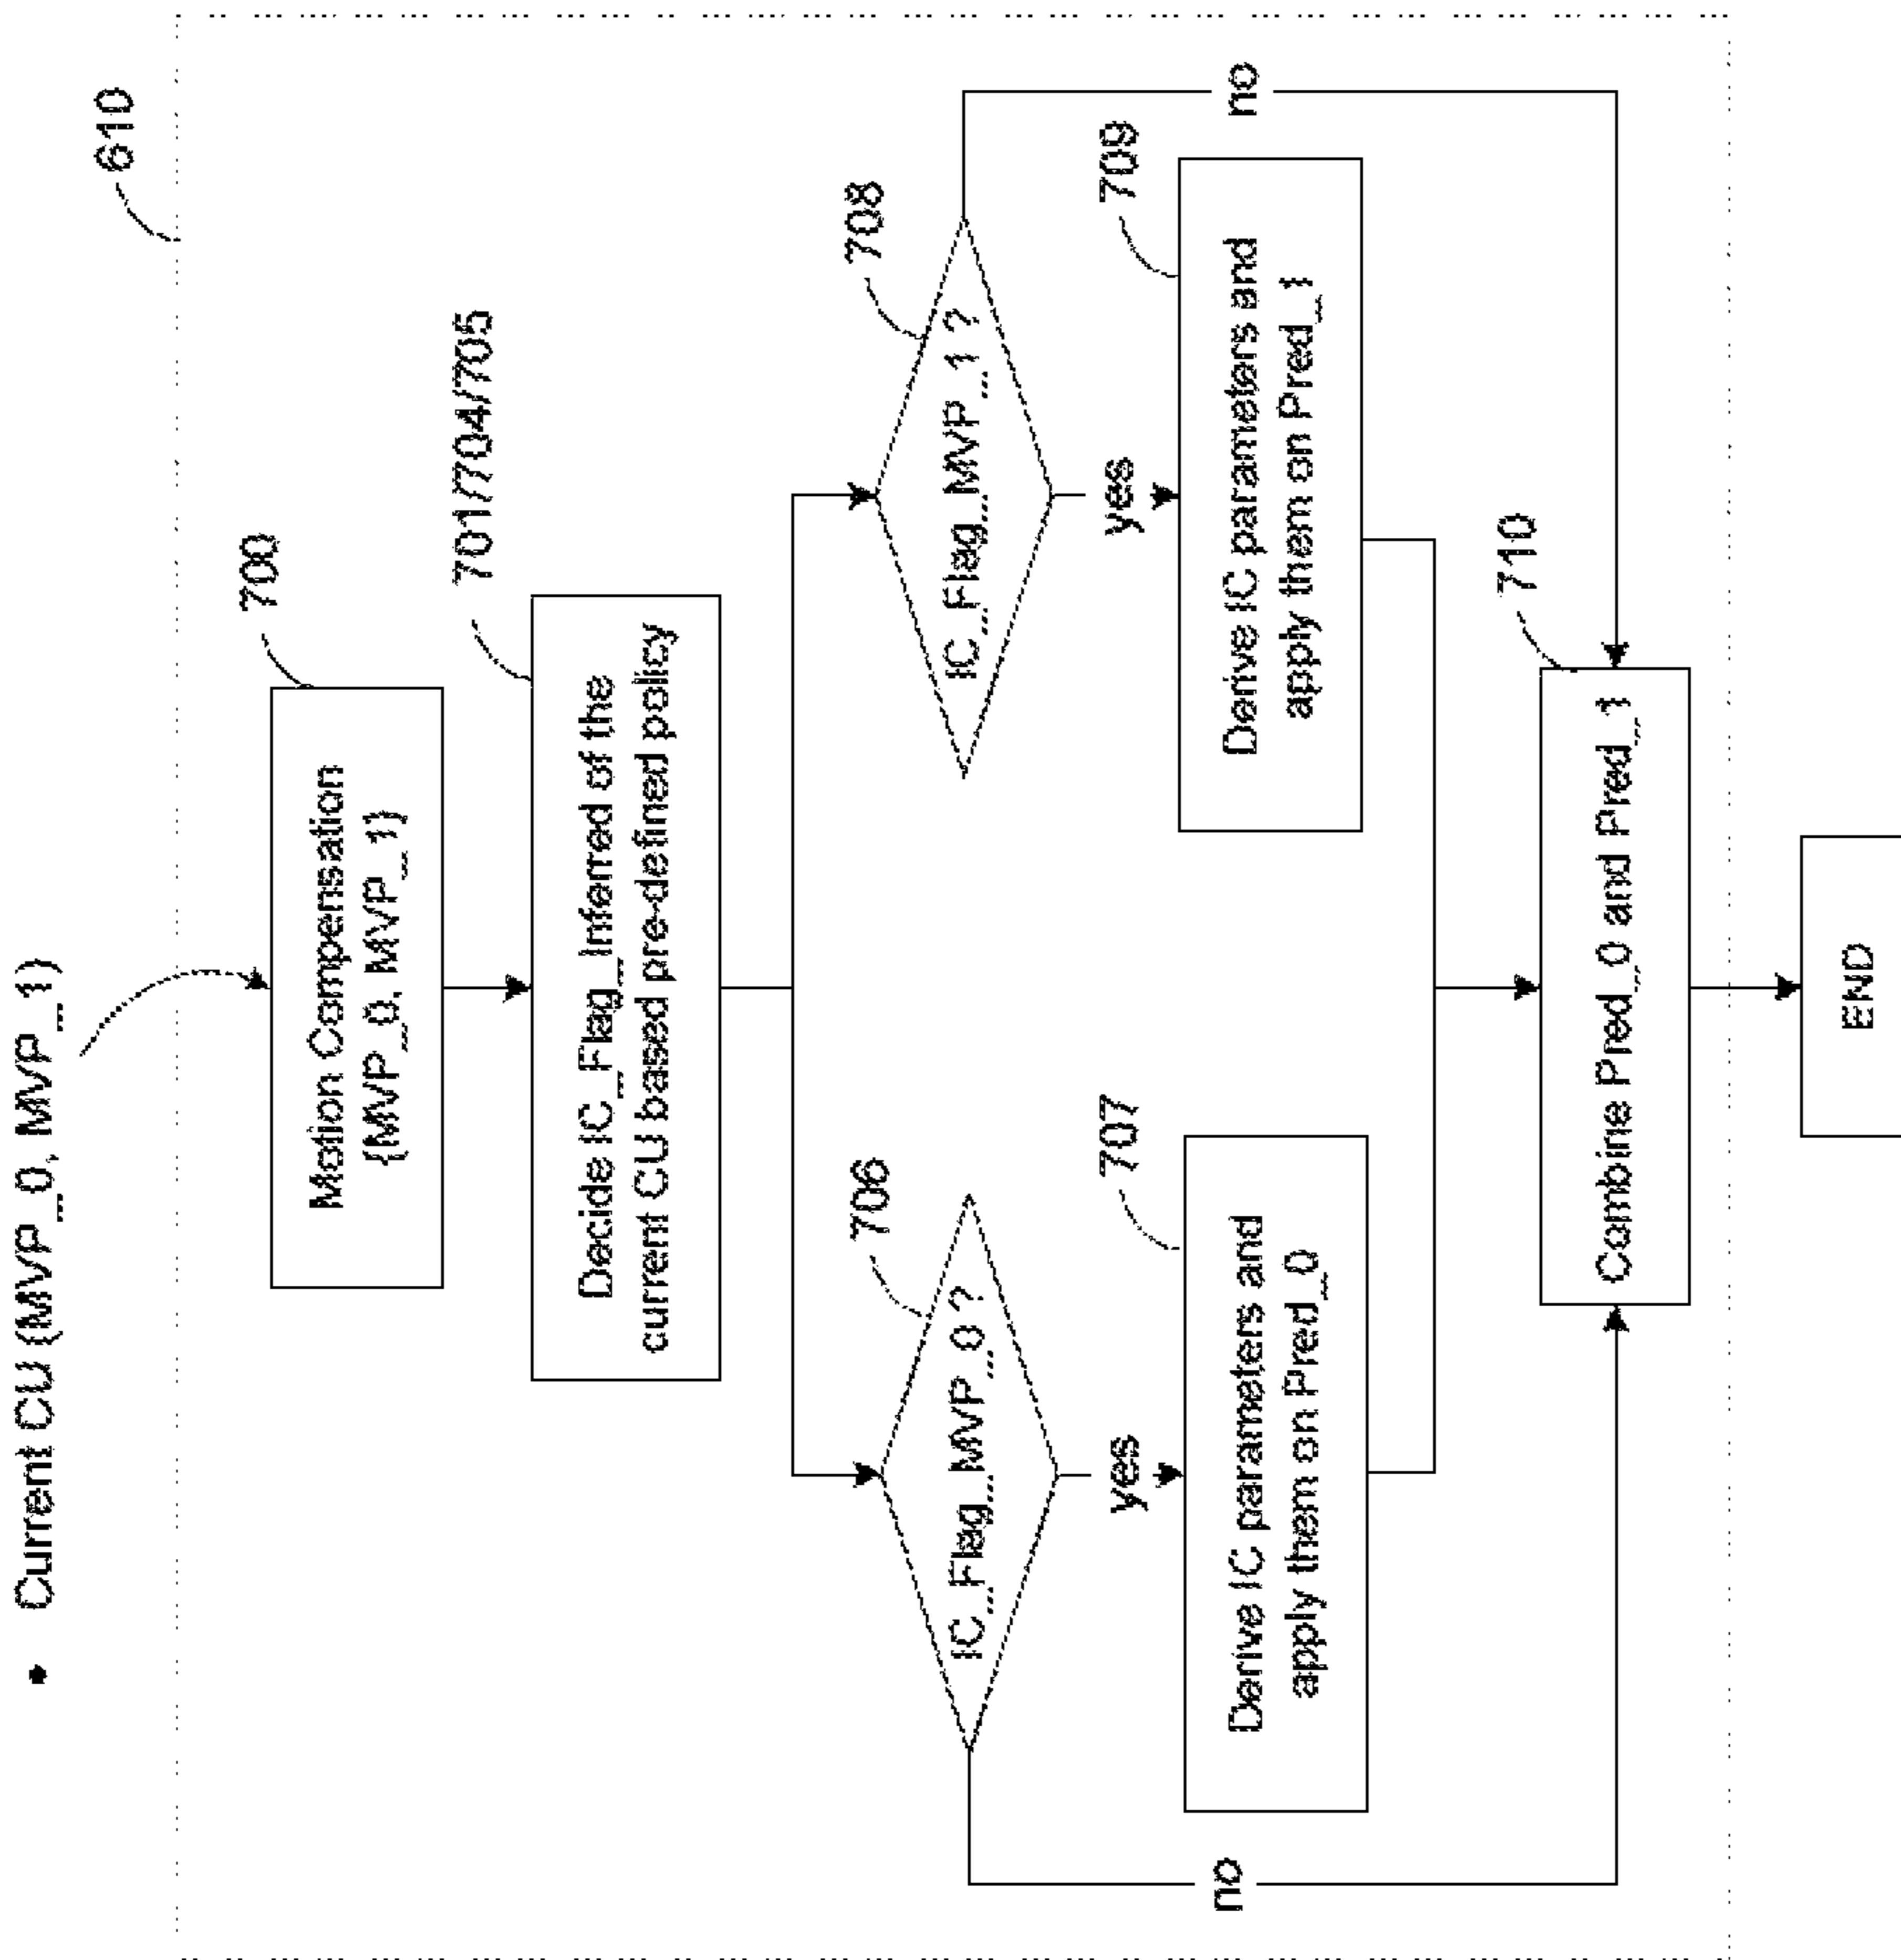 • Current CU {MVP_0, MVP_1}
610
700
Motion Compensation
{MVP_0, MVP_1}
701/704/705
Decide IC_Flag_Inferred of the
current CU based pre-defined policy
706
IC_Flag_MVP_0 ?
708
IC_Flag_MVP_1 ?
no
yes
yes
no
707
Derive IC parameters and
apply them on Pred_0
709
Derive IC parameters and
apply them on Pred_1
710
Combine Pred_0 and Pred_1
END